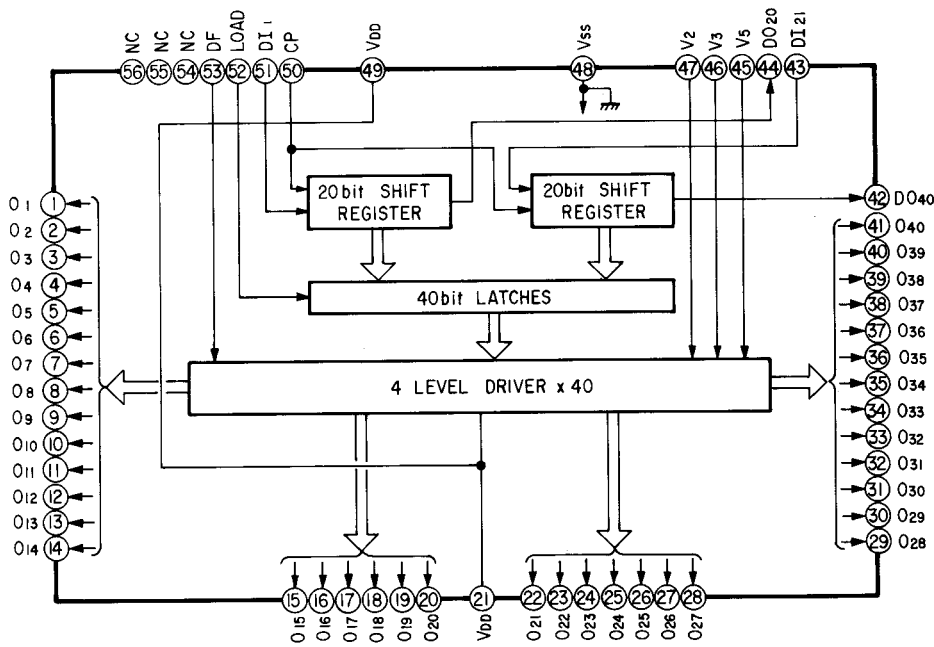 NC NC NC DF LOAD DI1 CP VDD VSS V2 V3 V5 DO20 DI21
56 55 54 53 52 51 50 49 48 47 46 45 44 43
20bit SHIFT REGISTER
20bit SHIFT REGISTER
40bit LATCHES
4 LEVEL DRIVER x 40
O1 1
O2 2
O3 3
O4 4
O5 5
O6 6
O7 7
O8 8
O9 9
O10 10
O11 11
O12 12
O13 13
O14 14
42 DO40
41 O40
40 O39
39 O38
38 O37
37 O36
36 O35
35 O34
34 O33
33 O32
32 O31
31 O30
30 O29
29 O28
15 16 17 18 19 20 21 22 23 24 25 26 27 28
O15 O16 O17 O18 O19 O20 VDD O21 O22 O23 O24 O25 O26 O27